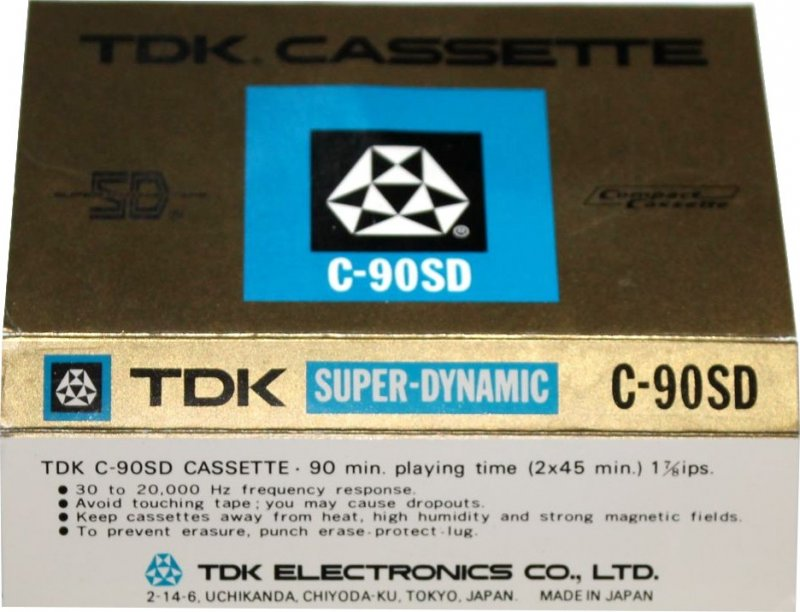 TDK. CASSETTE
SD
Compact Cassette
®
C-90SD
TDK SUPER-DYNAMIC C-90SD
TDK C-90SD CASSETTE · 90 min. playing time (2x45 min.) 1⅞ips.
● 30 to 20,000 Hz frequency response.
● Avoid touching tape; you may cause dropouts.
● Keep cassettes away from heat, high humidity and strong magnetic fields.
● To prevent erasure, punch erase-protect-lug.
TDK ELECTRONICS CO., LTD.
2-14-6, UCHIKANDA, CHIYODA-KU, TOKYO, JAPAN. MADE IN JAPAN